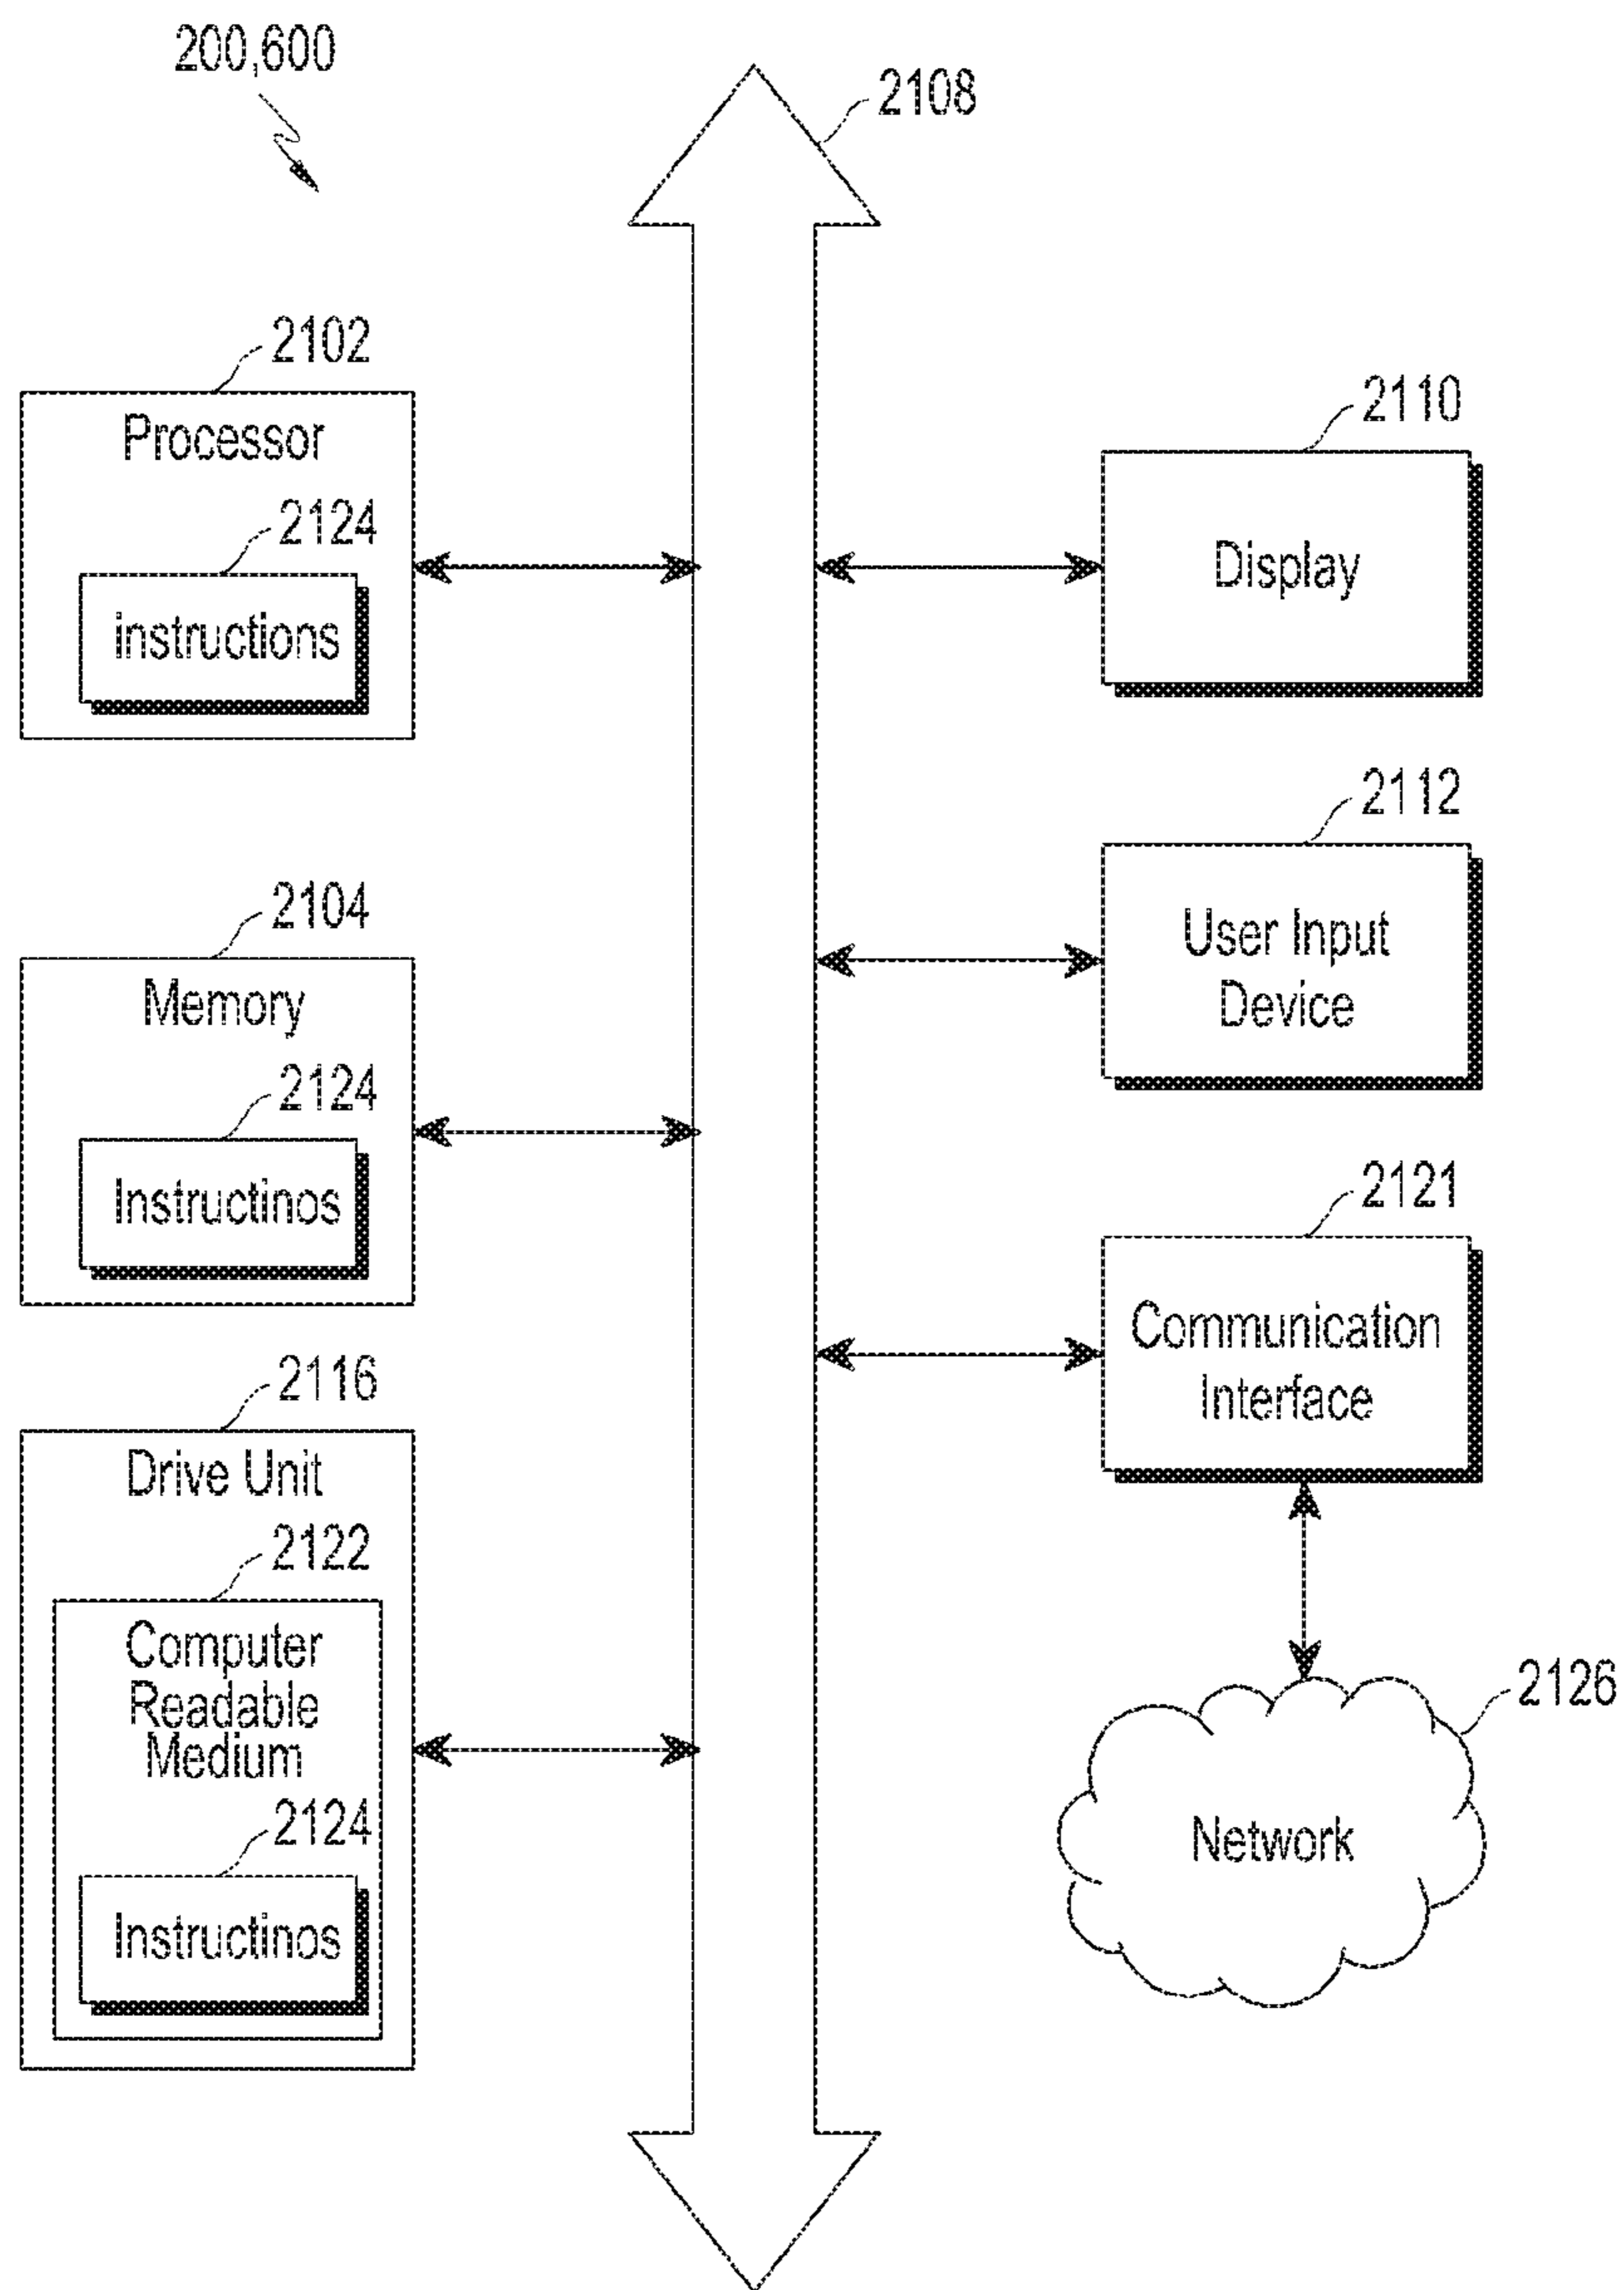 200,600
2108
2102
Processor
2124
instructions
2104
Memory
2124
Instructinos
2116
Drive Unit
2122
Computer
Readable
Medium
2124
Instructinos
2110
Display
2112
User Input
Device
2121
Communication
Interface
2126
Network